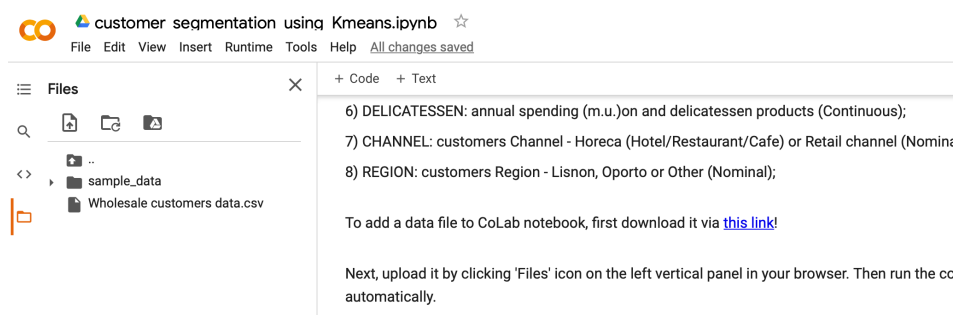 customer segmentation using Kmeans.ipynb
File Edit View Insert Runtime Tools Help All changes saved
Files
+ Code + Text
..
sample_data
Wholesale customers data.csv
6) DELICATESSEN: annual spending (m.u.)on and delicatessen products (Continuous);
7) CHANNEL: customers Channel - Horeca (Hotel/Restaurant/Cafe) or Retail channel (Nomina
8) REGION: customers Region - Lisnon, Oporto or Other (Nominal);
To add a data file to CoLab notebook, first download it via this link!
Next, upload it by clicking 'Files' icon on the left vertical panel in your browser. Then run the co
automatically.